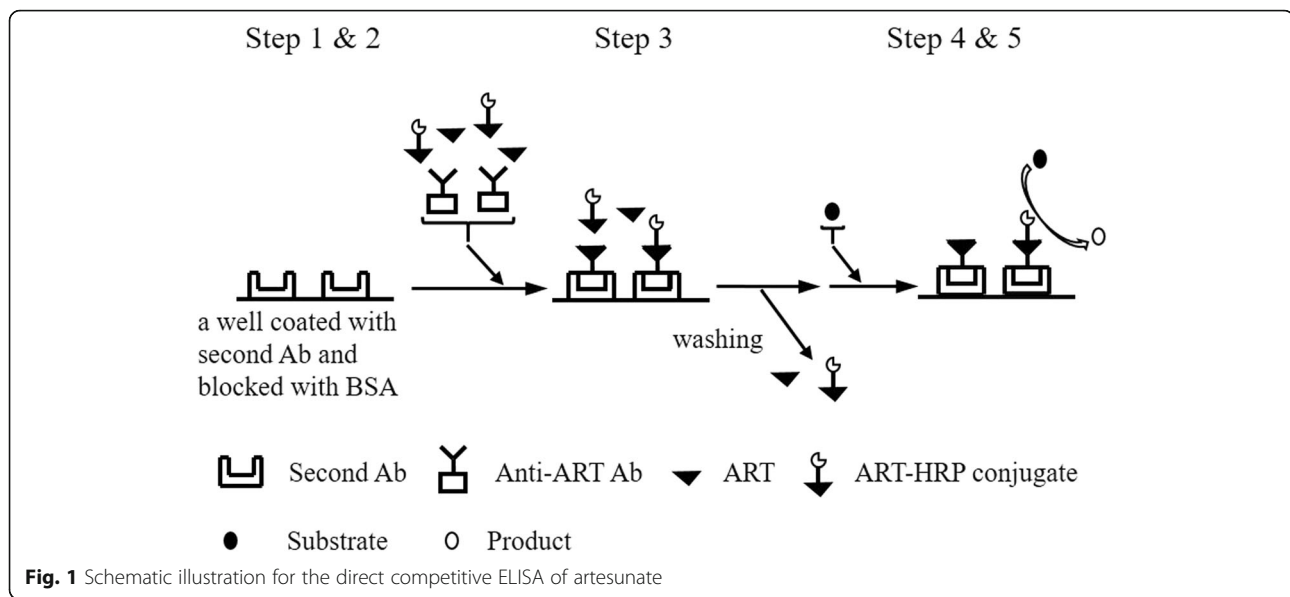 Step 1 & 2
Step 3
Step 4 & 5
a well coated with
second Ab and
blocked with BSA
washing
Second Ab
Anti-ART Ab
ART
ART-HRP conjugate
Substrate
Product
Fig. 1 Schematic illustration for the direct competitive ELISA of artesunate